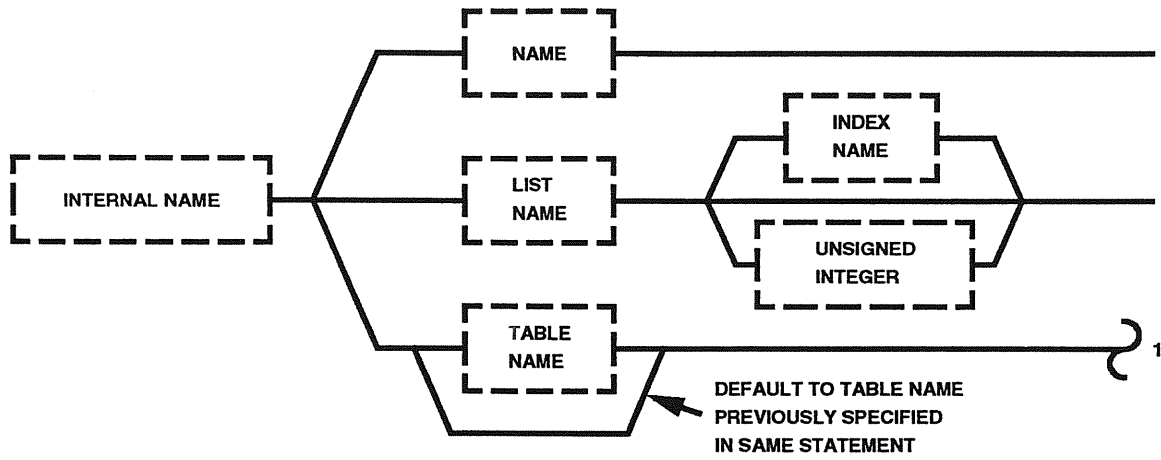 NAME
INDEX
NAME
INTERNAL NAME
LIST
NAME
UNSIGNED
INTEGER
TABLE
NAME
1
DEFAULT TO TABLE NAME
PREVIOUSLY SPECIFIED
IN SAME STATEMENT